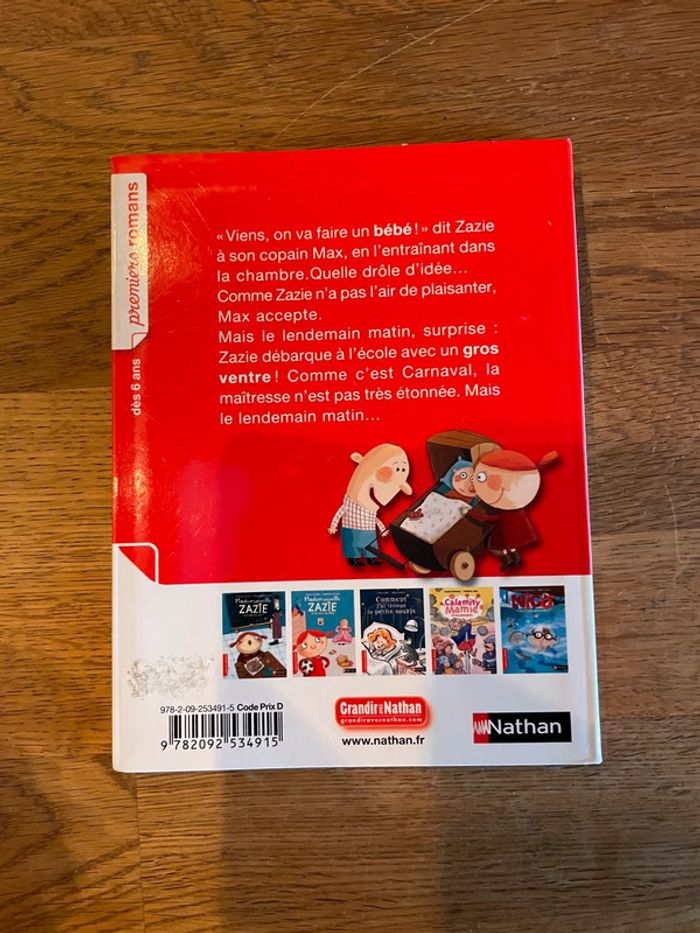 « Viens, on va faire un bébé ! » dit Zazie
à son copain Max, en l'entraînant dans
la chambre. Quelle drôle d'idée…
Comme Zazie n'a pas l'air de plaisanter,
Max accepte.
Mais le lendemain matin, surprise :
Zazie débarque à l'école avec un gros
ventre ! Comme c'est Carnaval, la
maîtresse n'est pas très étonnée. Mais
le lendemain matin…
premiers romans
dès 6 ans
Mademoiselle
ZAZIE
Mademoiselle
ZAZIE
Comment
j'ai trompé
la petite souris
Calamity
Mamie
Nico
978-2-09-253491-5 Code Prix D
9 782092 534915
Grandir avec Nathan
grandiravecnathan.com
www.nathan.fr
Nathan